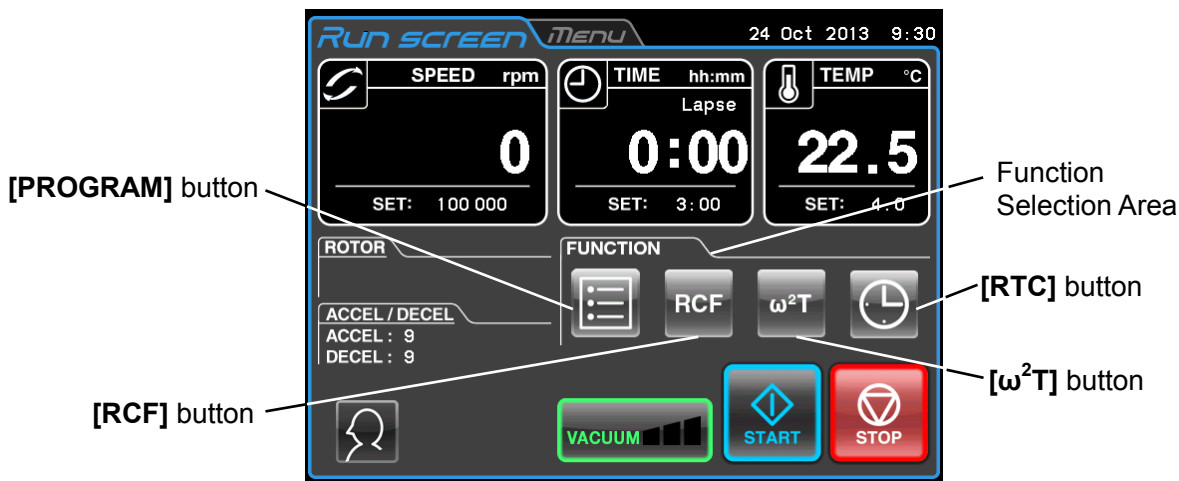 Run screen Menu 24 Oct 2013 9:30
SPEED rpm
0
SET: 100 000
TIME hh:mm
Lapse
0:00
SET: 3:00
TEMP °C
22.5
SET: 4.0
[PROGRAM] button
Function
Selection Area
ROTOR
FUNCTION
RCF
ω²T
[RTC] button
ACCEL / DECEL
ACCEL : 9
DECEL : 9
[ω²T] button
[RCF] button
VACUUM
START
STOP